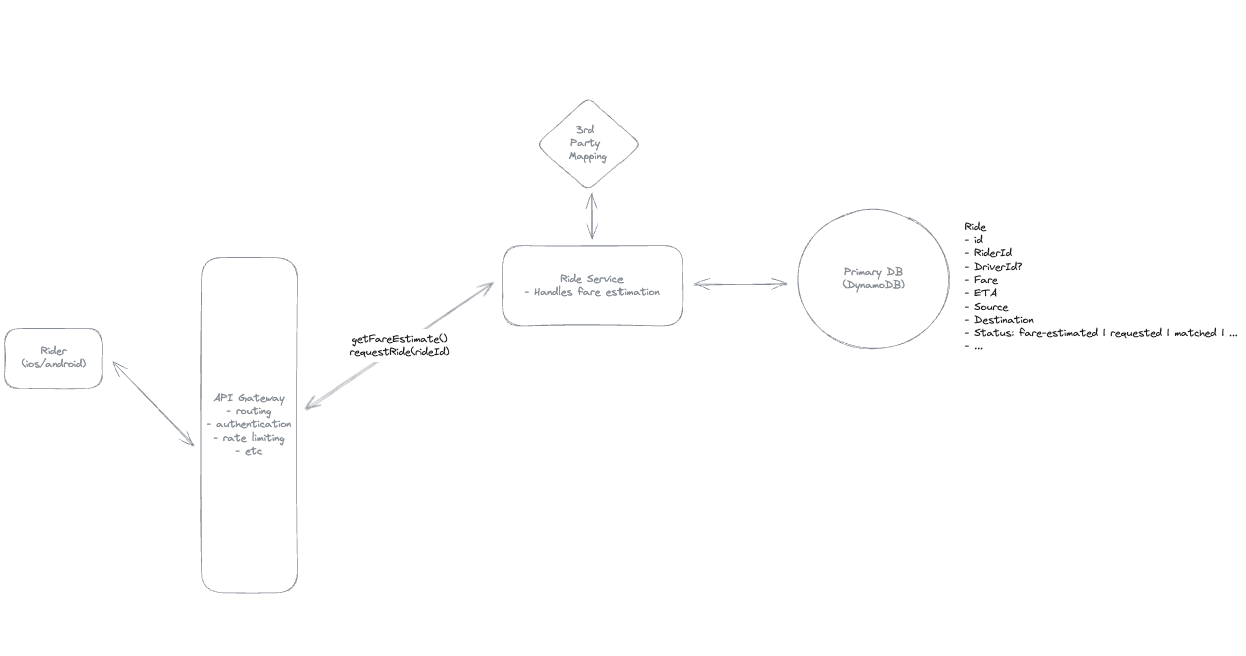 3rd
Party
Mapping
Ride Service
- Handles fare estimation
Primary DB
(DynamoDB)
Ride
- id
- RiderId
- DriverId?
- Fare
- ETA
- Source
- Destination
- Status: fare-estimated | requested | matched | ...
- ...
getFareEstimate()
requestRide(rideId)
Rider
(ios/android)
API Gateway
- routing
- authentication
- rate limiting
- etc